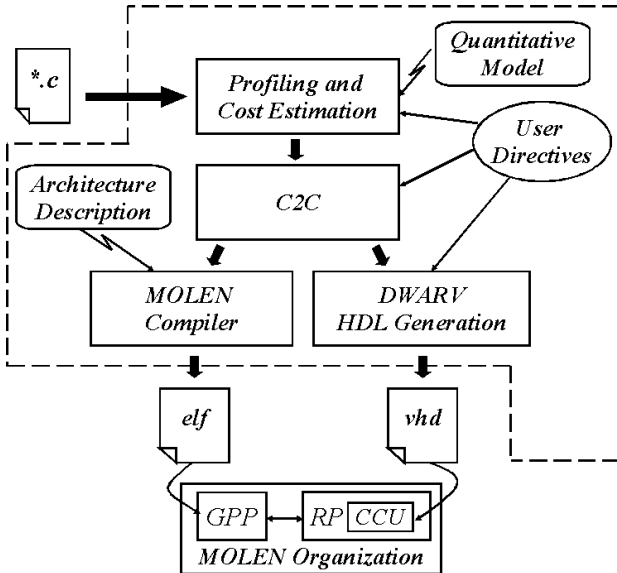 *.c
Profiling and
Cost Estimation
Quantitative
Model
User
Directives
Architecture
Description
C2C
MOLEN
Compiler
DWARV
HDL Generation
elf
vhd
GPP
RP
CCU
MOLEN Organization